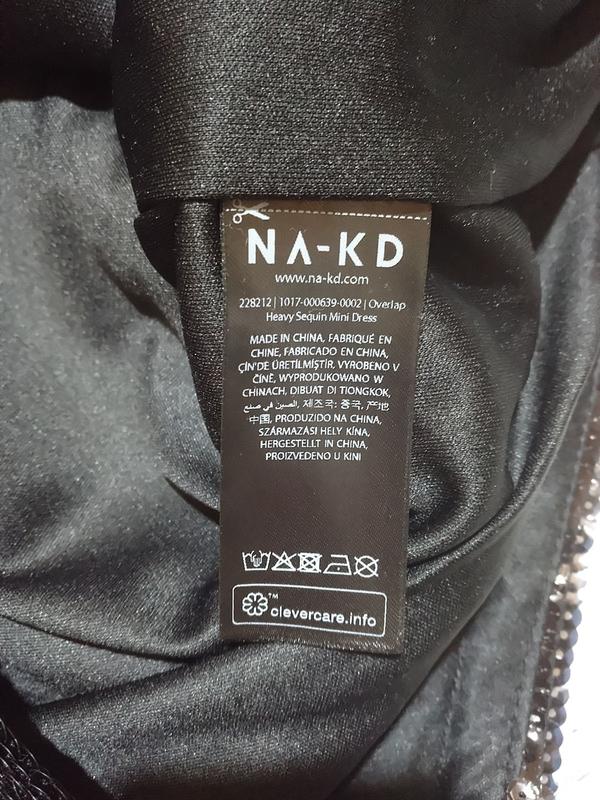 NA-KD
www.na-kd.com
228212 | 1017-000639-0002 | Overlap
Heavy Sequin Mini Dress
MADE IN CHINA, FABRIQUÉ EN
CHINE, FABRICADO EN CHINA,
ÇİN'DE ÜRETİLMİŞTİR, VYROBENO V
ČÍNĚ, WYPRODUKOWANO W
CHINACH, DIBUAT DI TIONGKOK,
الصين في صنع, 제조국: 중국, 产地
中国, PRODUZIDO NA CHINA,
SZÁRMAZÁSI HELY KÍNA,
HERGESTELLT IN CHINA,
PROIZVEDENO U KINI
clevercare.info